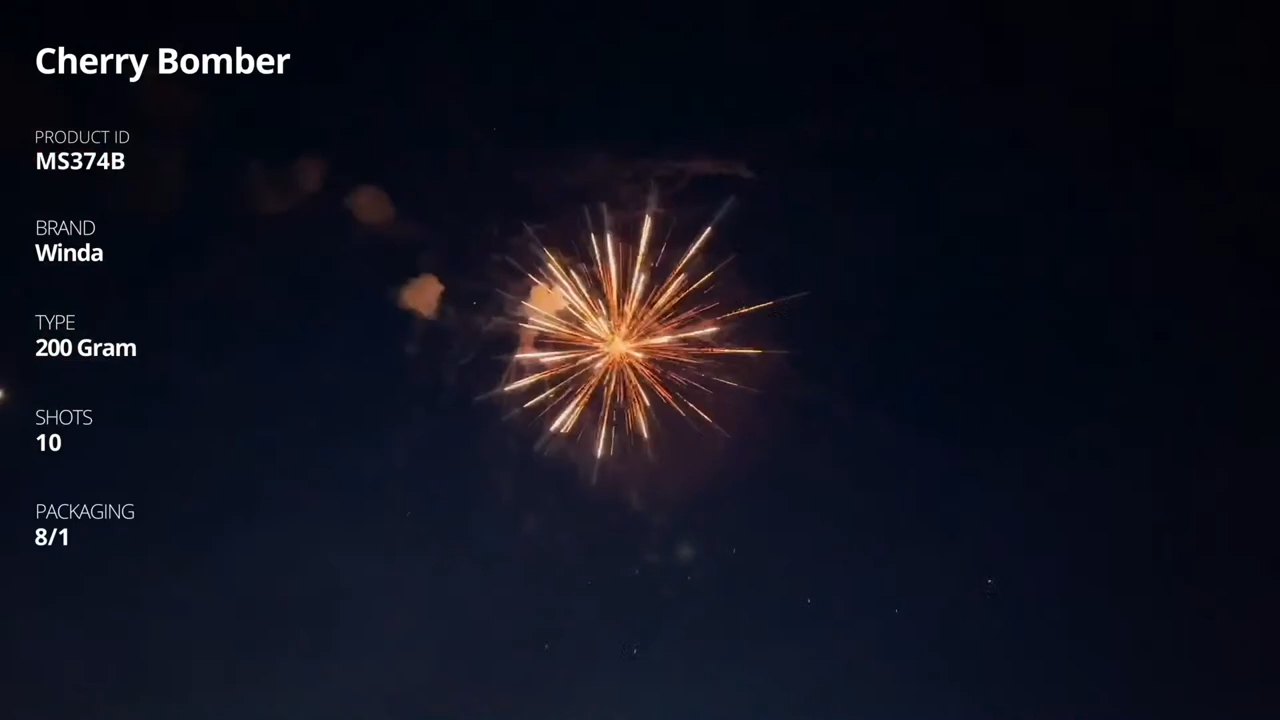 Cherry Bomber
PRODUCT ID
MS374B
BRAND
Winda
TYPE
200 Gram
SHOTS
10
PACKAGING
8/1